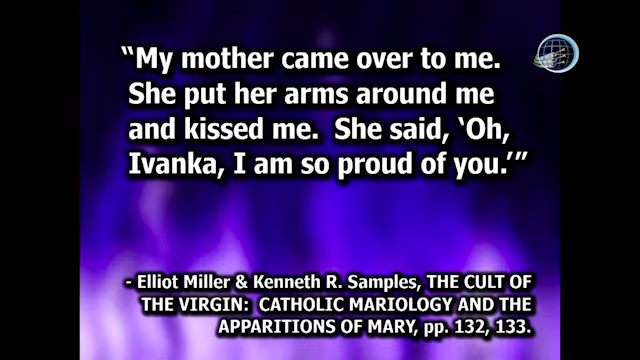 “My mother came over to me.
She put her arms around me
and kissed me.  She said, ‘Oh,
Ivanka, I am so proud of you.’”
- Elliot Miller & Kenneth R. Samples, THE CULT OF
THE VIRGIN:  CATHOLIC MARIOLOGY AND THE
APPARITIONS OF MARY, pp. 132, 133.